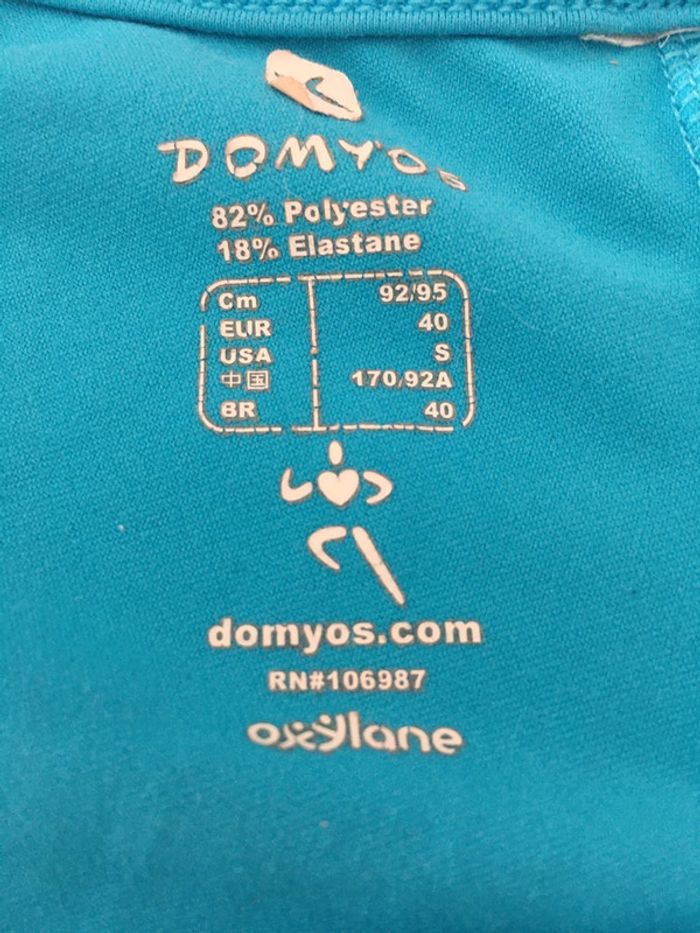 DOMYOS
82% Polyester
18% Elastane
Cm 92/95
EUR 40
USA S
中国 170/92A
BR 40
domyos.com
RN#106987
oxylane